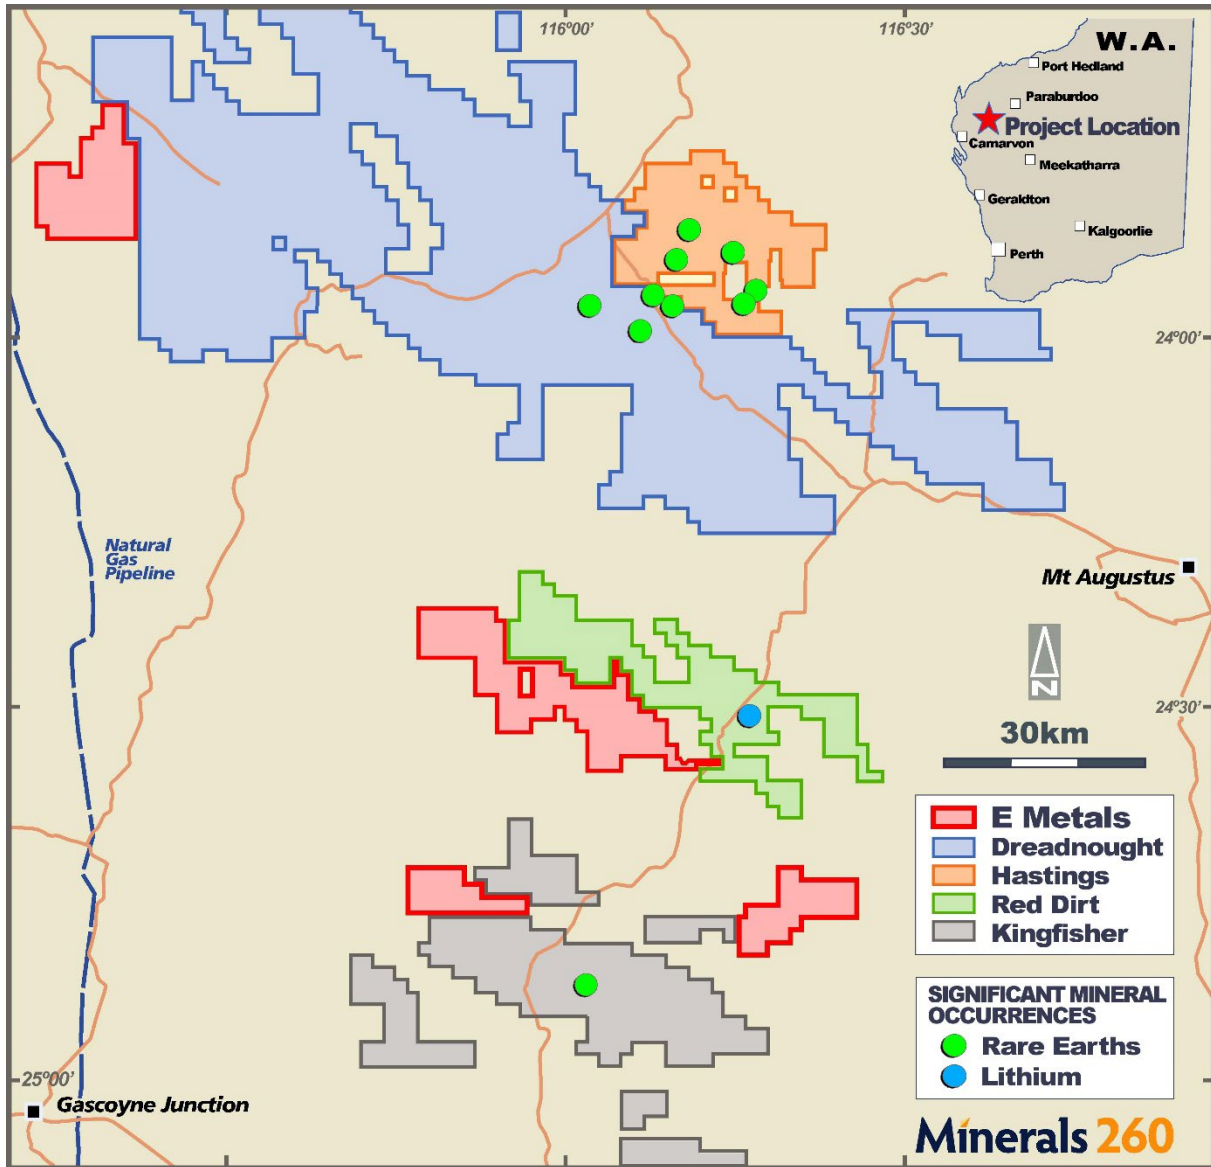 116°00'
116°30'
W.A.
Port Hedland
Paraburdoo
Project Location
Carnarvon
Meekatharra
Geraldton
Kalgoorlie
Perth
24°00'
Natural
Gas
Pipeline
Mt Augustus
N
24°30'
30km
E Metals
Dreadnought
Hastings
Red Dirt
Kingfisher
SIGNIFICANT MINERAL
OCCURRENCES
Rare Earths
Lithium
25°00'
Gascoyne Junction
Minerals 260